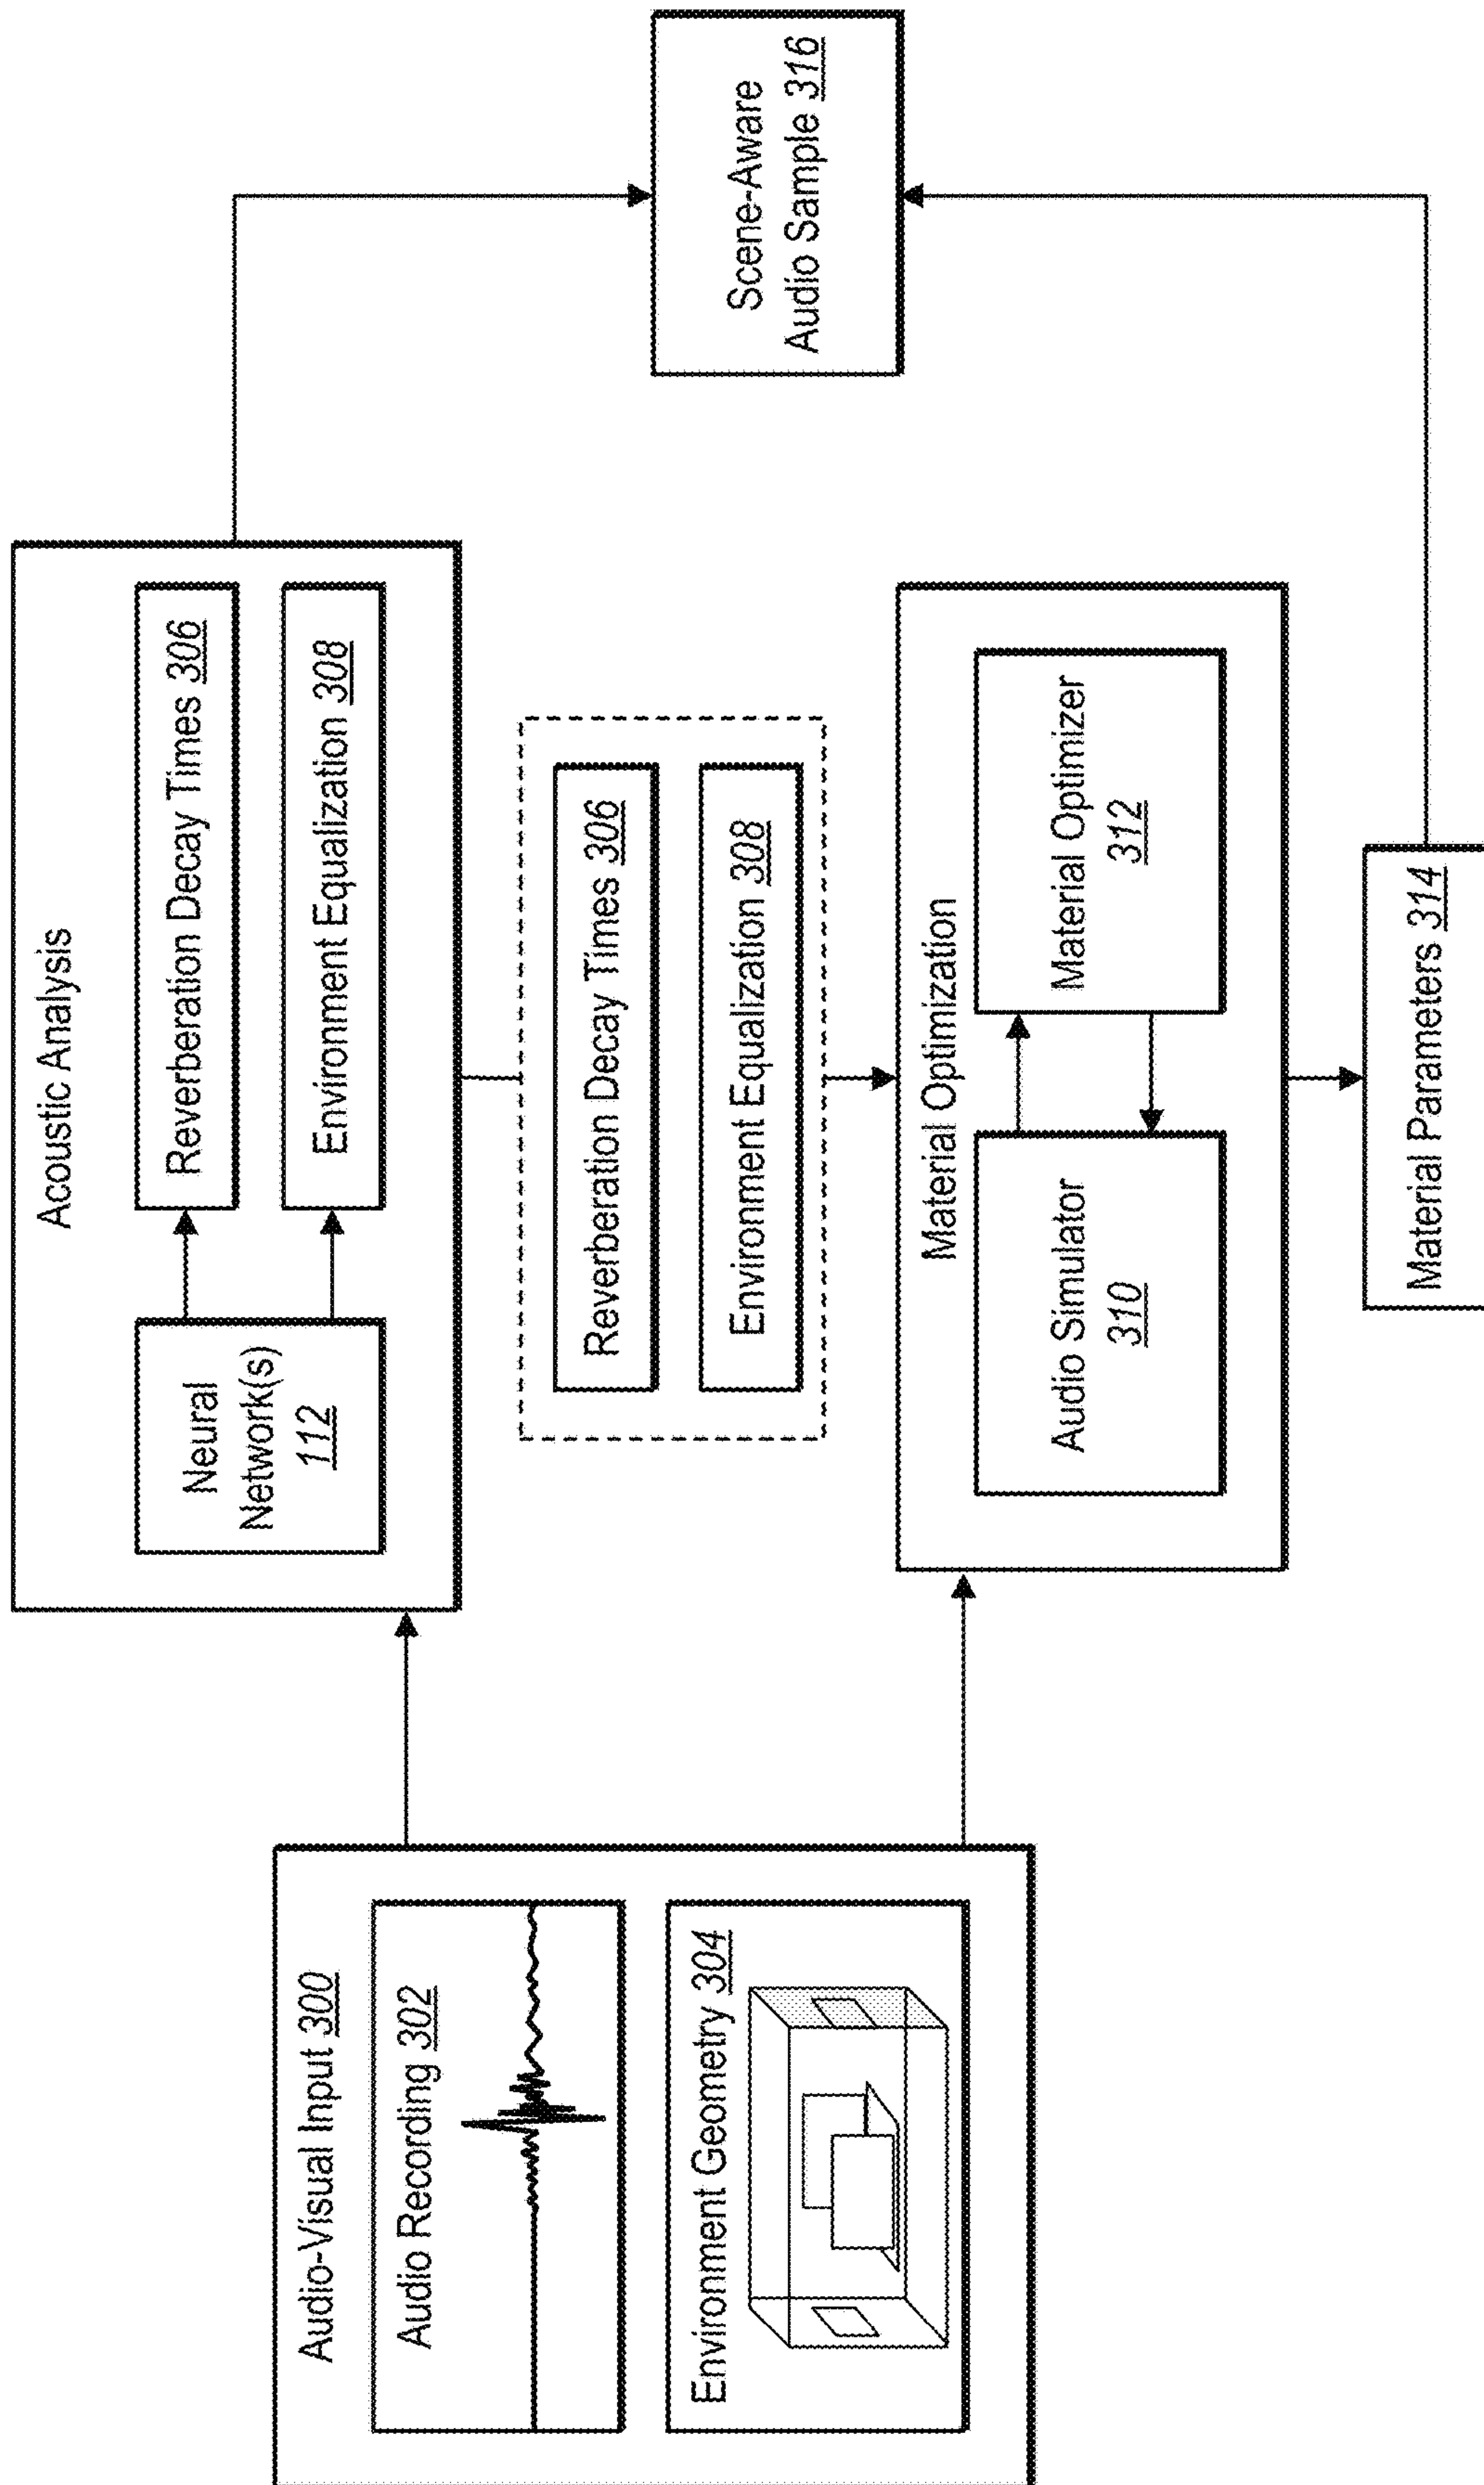 Audio-Visual Input 300
Audio Recording 302
Environment Geometry 304
Acoustic Analysis
Neural
Network(s)
112
Reverberation Decay Times 306
Environment Equalization 308
Reverberation Decay Times 306
Environment Equalization 308
Material Optimization
Audio Simulator
310
Material Optimizer
312
Material Parameters 314
Scene-Aware
Audio Sample 316